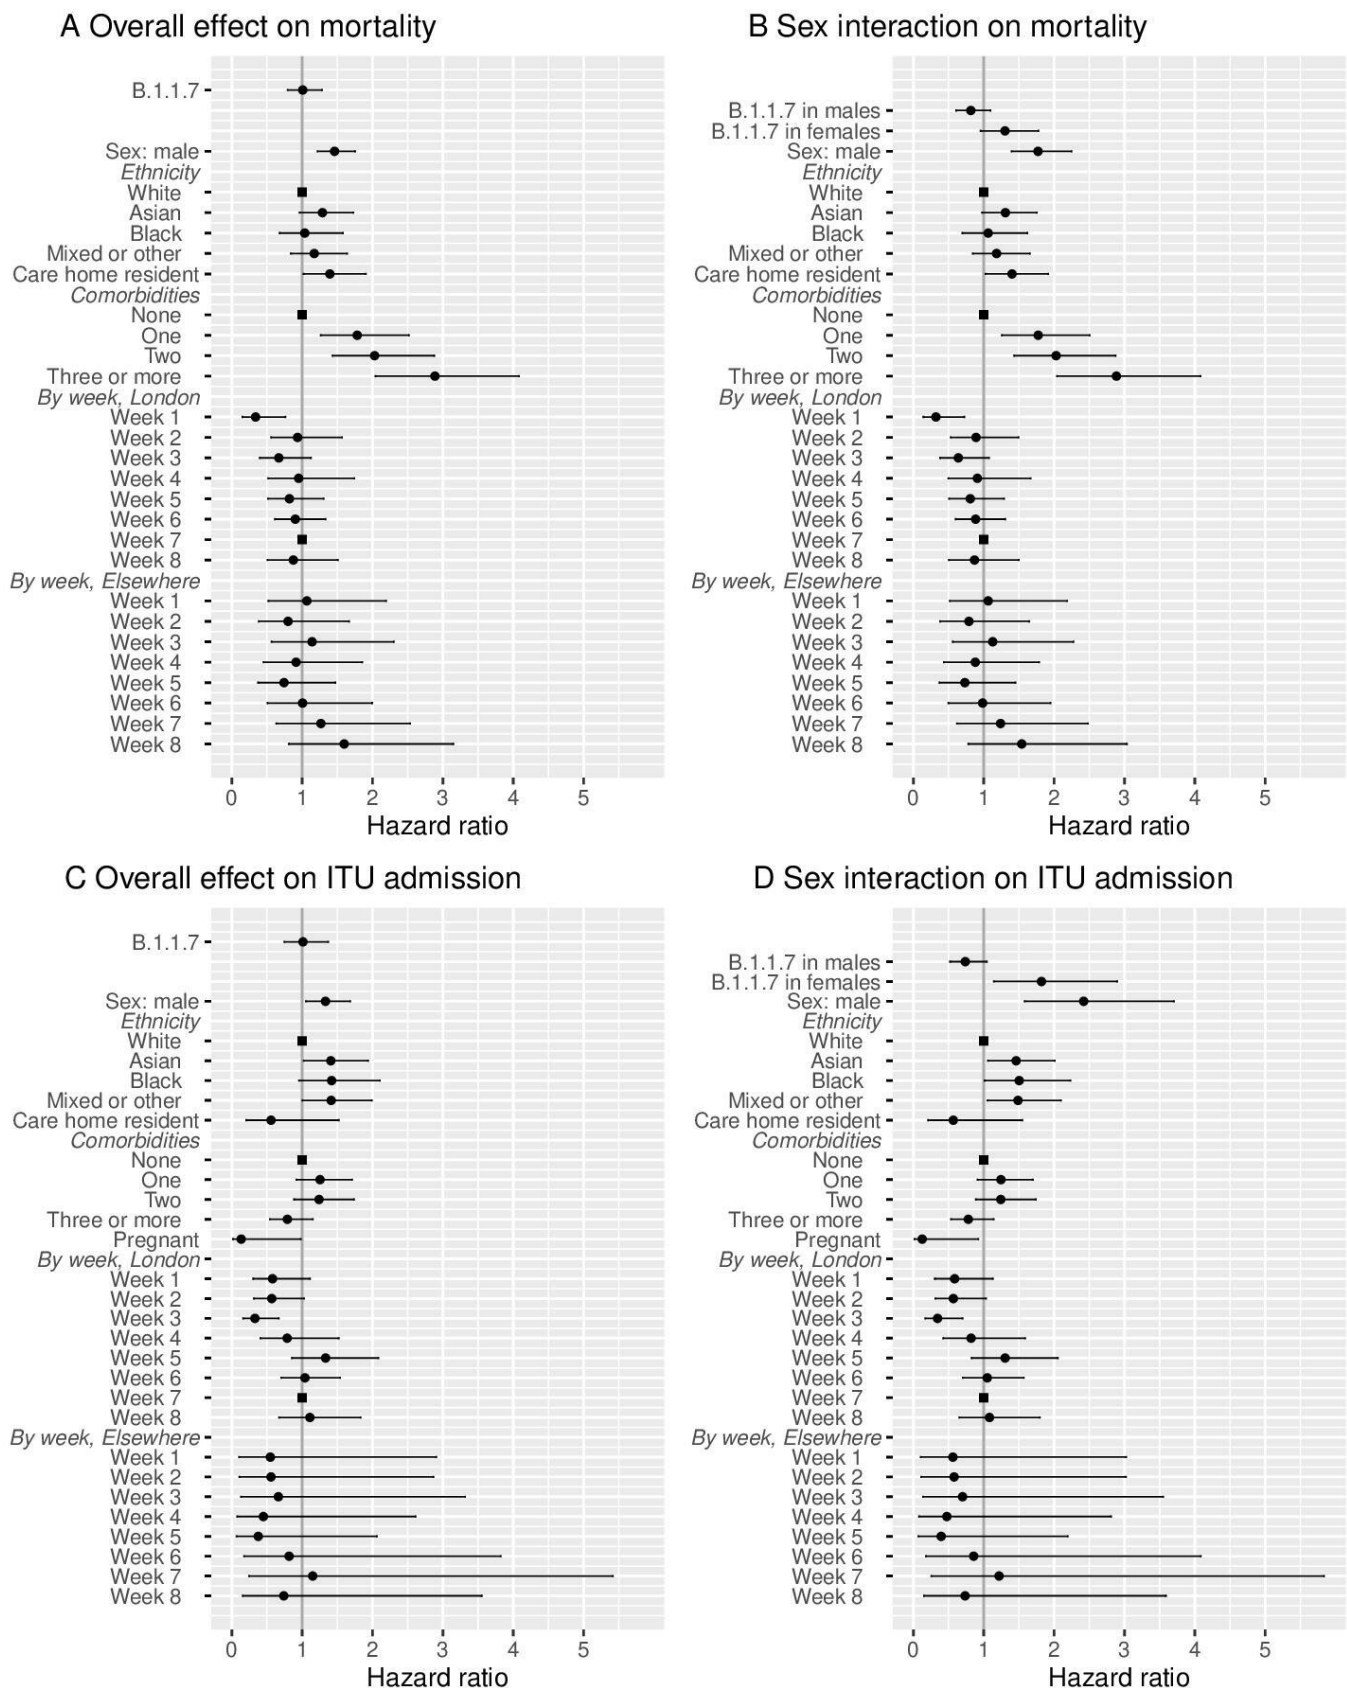 A Overall effect on mortality
B.1.1.7
Sex: male
Ethnicity
White
Asian
Black
Mixed or other
Care home resident
Comorbidities
None
One
Two
Three or more
By week, London
Week 1
Week 2
Week 3
Week 4
Week 5
Week 6
Week 7
Week 8
By week, Elsewhere
Week 1
Week 2
Week 3
Week 4
Week 5
Week 6
Week 7
Week 8
0 1 2 3 4 5
Hazard ratio
B Sex interaction on mortality
B.1.1.7 in males
B.1.1.7 in females
Sex: male
Ethnicity
White
Asian
Black
Mixed or other
Care home resident
Comorbidities
None
One
Two
Three or more
By week, London
Week 1
Week 2
Week 3
Week 4
Week 5
Week 6
Week 7
Week 8
By week, Elsewhere
Week 1
Week 2
Week 3
Week 4
Week 5
Week 6
Week 7
Week 8
0 1 2 3 4 5
Hazard ratio
C Overall effect on ITU admission
B.1.1.7
Sex: male
Ethnicity
White
Asian
Black
Mixed or other
Care home resident
Comorbidities
None
One
Two
Three or more
Pregnant
By week, London
Week 1
Week 2
Week 3
Week 4
Week 5
Week 6
Week 7
Week 8
By week, Elsewhere
Week 1
Week 2
Week 3
Week 4
Week 5
Week 6
Week 7
Week 8
0 1 2 3 4 5
Hazard ratio
D Sex interaction on ITU admission
B.1.1.7 in males
B.1.1.7 in females
Sex: male
Ethnicity
White
Asian
Black
Mixed or other
Care home resident
Comorbidities
None
One
Two
Three or more
Pregnant
By week, London
Week 1
Week 2
Week 3
Week 4
Week 5
Week 6
Week 7
Week 8
By week, Elsewhere
Week 1
Week 2
Week 3
Week 4
Week 5
Week 6
Week 7
Week 8
0 1 2 3 4 5
Hazard ratio